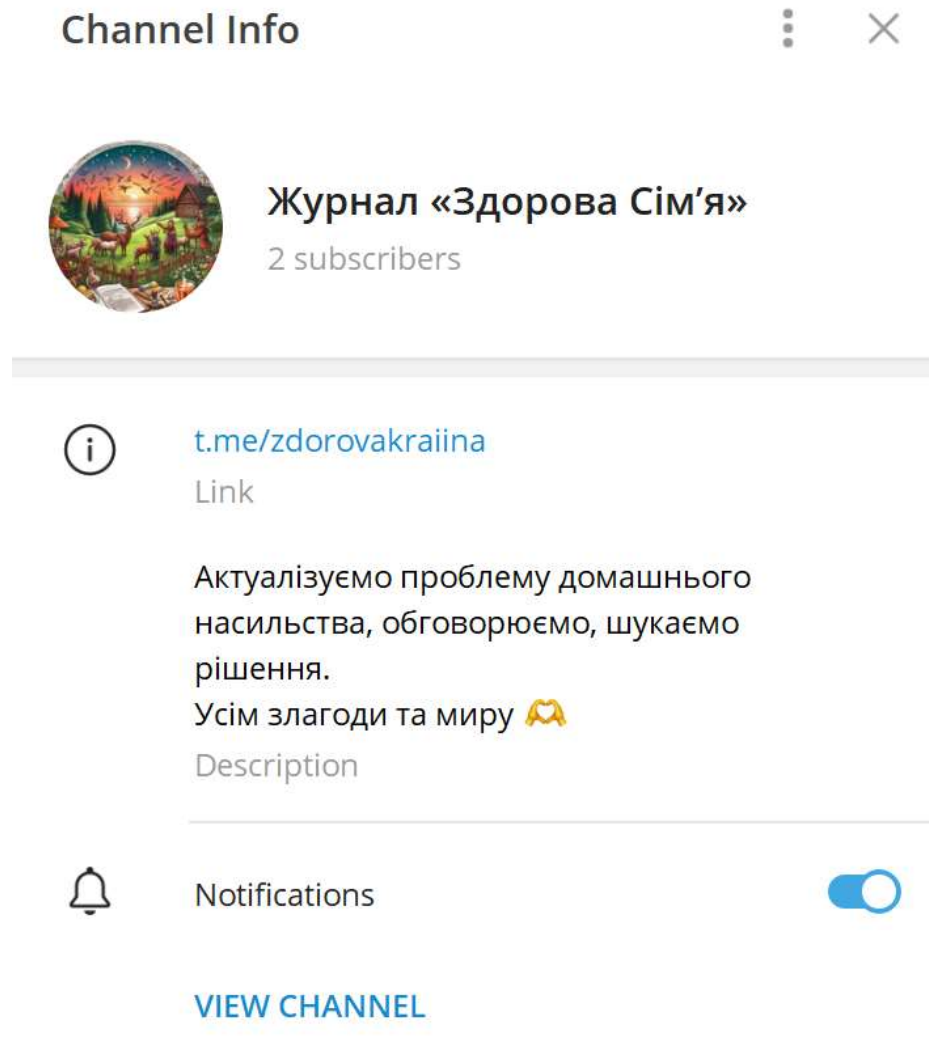 Channel Info
Журнал «Здорова Сім’я»
2 subscribers
t.me/zdorovakraiina
Link
Актуалізуємо проблему домашнього
насильства, обговорюємо, шукаємо
рішення.
Усім злагоди та миру 🫶
Description
Notifications
VIEW CHANNEL